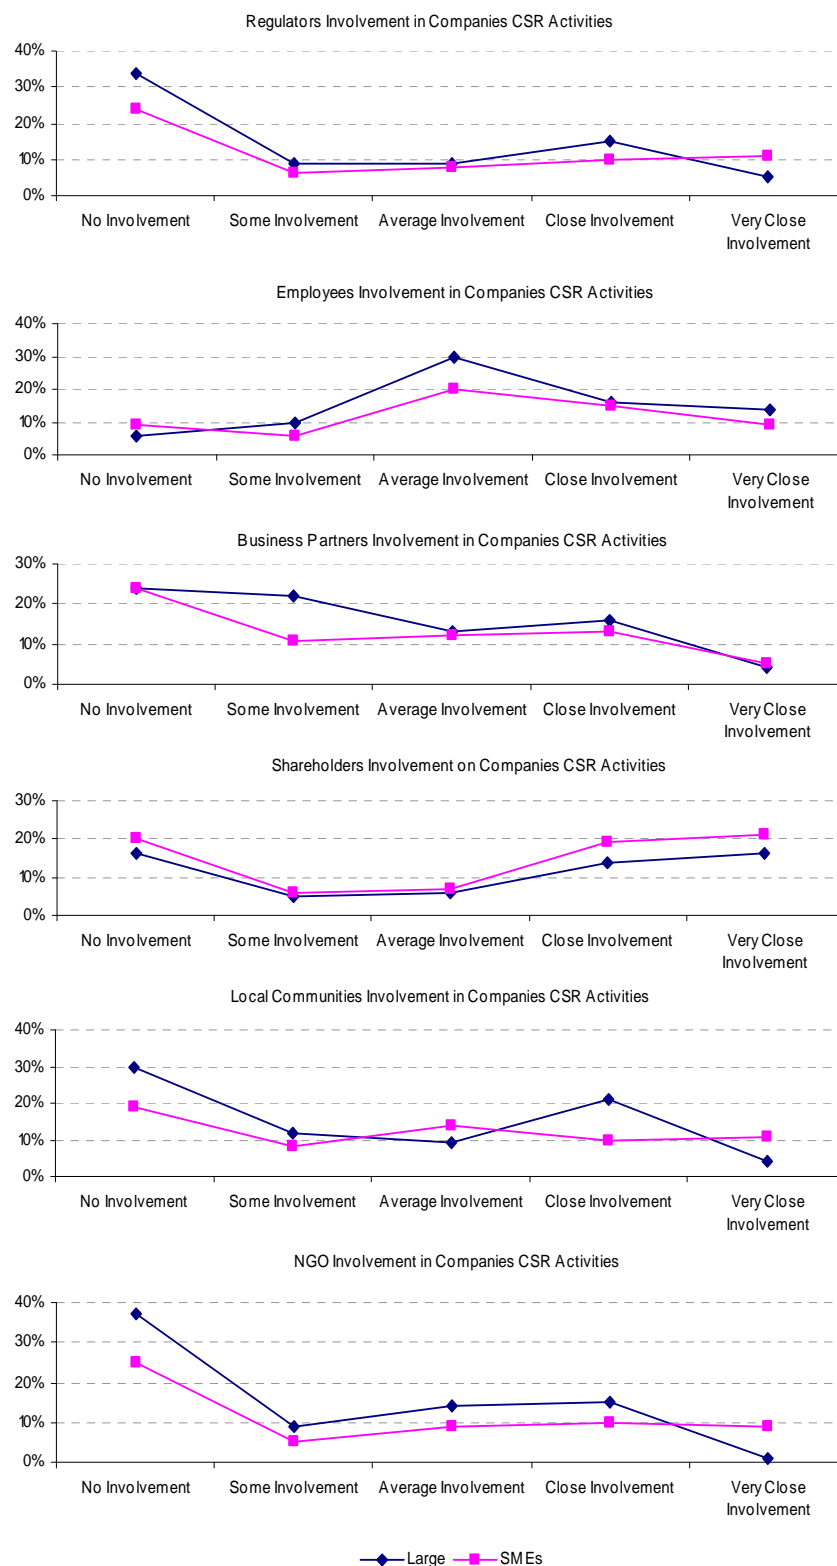 Regulators Involvement in Companies CSR Activities
40%
30%
20%
10%
0%
No Involvement Some Involvement Average Involvement Close Involvement Very Close
Involvement
Employees Involvement in Companies CSR Activities
40%
30%
20%
10%
0%
No Involvement Some Involvement Average Involvement Close Involvement Very Close
Involvement
Business Partners Involvement in Companies CSR Activities
30%
20%
10%
0%
No Involvement Some Involvement Average Involvement Close Involvement Very Close
Involvement
Shareholders Involvement on Companies CSR Activities
30%
20%
10%
0%
No Involvement Some Involvement Average Involvement Close Involvement Very Close
Involvement
Local Communities Involvement in Companies CSR Activities
40%
30%
20%
10%
0%
No Involvement Some Involvement Average Involvement Close Involvement Very Close
Involvement
NGO Involvement in Companies CSR Activities
40%
30%
20%
10%
0%
No Involvement Some Involvement Average Involvement Close Involvement Very Close
Involvement
Large SMEs